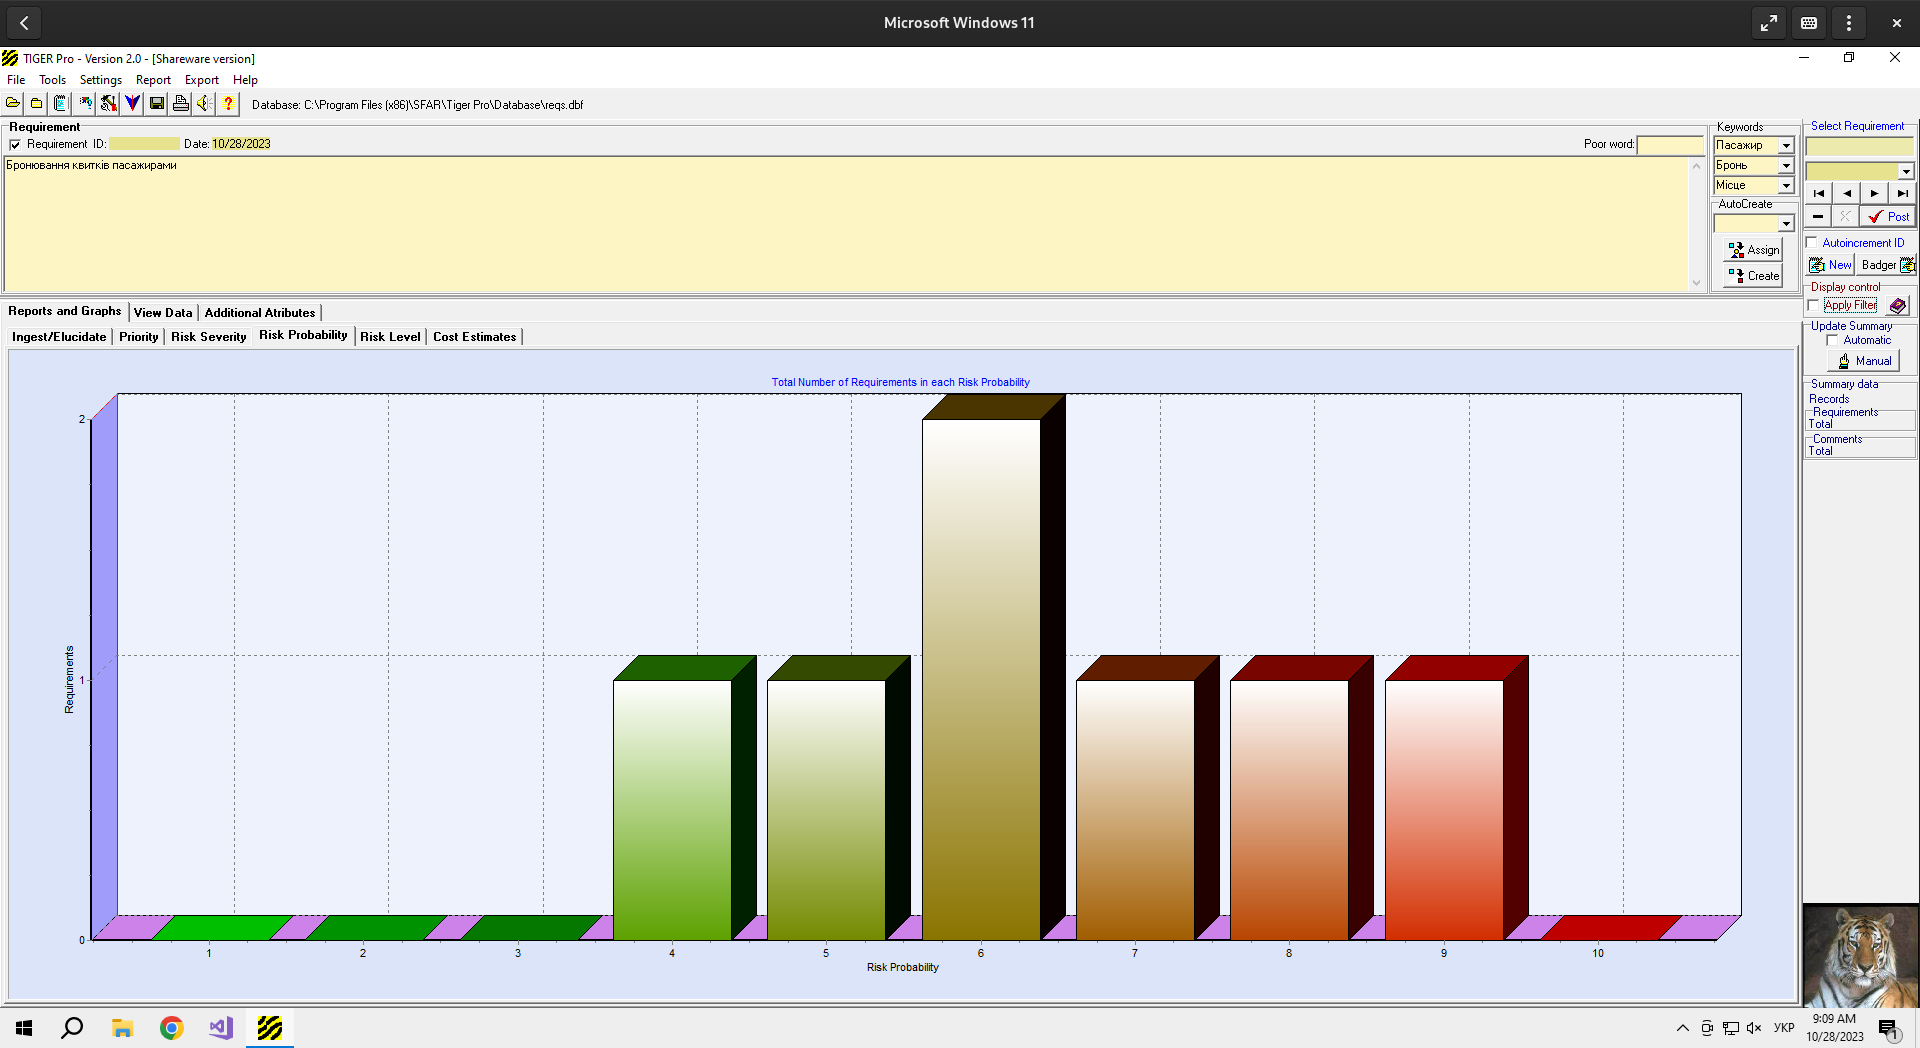 Microsoft Windows 11
TIGER Pro - Version 2.0 - [Shareware version]
File Tools Settings Report Export Help
Database: C:\Program Files (x86)\SFAR\Tiger Pro\Database\reqs.dbf
Requirement
Requirement ID: Date: 10/28/2023 Poor word:
Бронювання квитків пасажирами
Keywords
Пасажир
Бронь
Місце
AutoCreate
Assign
Create
Select Requirement
Post
Autoincrement ID
New Badger
Display control
Apply Filter
Update Summary
Automatic
Manual
Summary data
Records
Requirements
Total
Comments
Total
Reports and Graphs View Data Additional Atributes
Ingest/Elucidate Priority Risk Severity Risk Probability Risk Level Cost Estimates
Total Number of Requirements in each Risk Probability
2
1
0
Requirements
1 2 3 4 5 6 7 8 9 10
Risk Probability
УКР
9:09 AM
10/28/2023
1